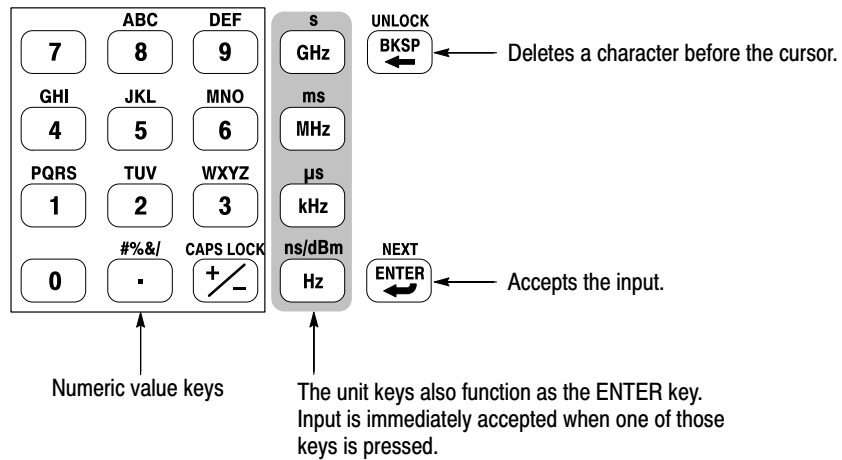 ABC DEF s UNLOCK
7 8 9 GHz BKSP Deletes a character before the cursor.
GHI JKL MNO ms
4 5 6 MHz
PQRS TUV WXYZ µs
1 2 3 kHz
#%&/ CAPS LOCK ns/dBm NEXT
0 . +/− Hz ENTER Accepts the input.
Numeric value keys
The unit keys also function as the ENTER key.
Input is immediately accepted when one of those
keys is pressed.